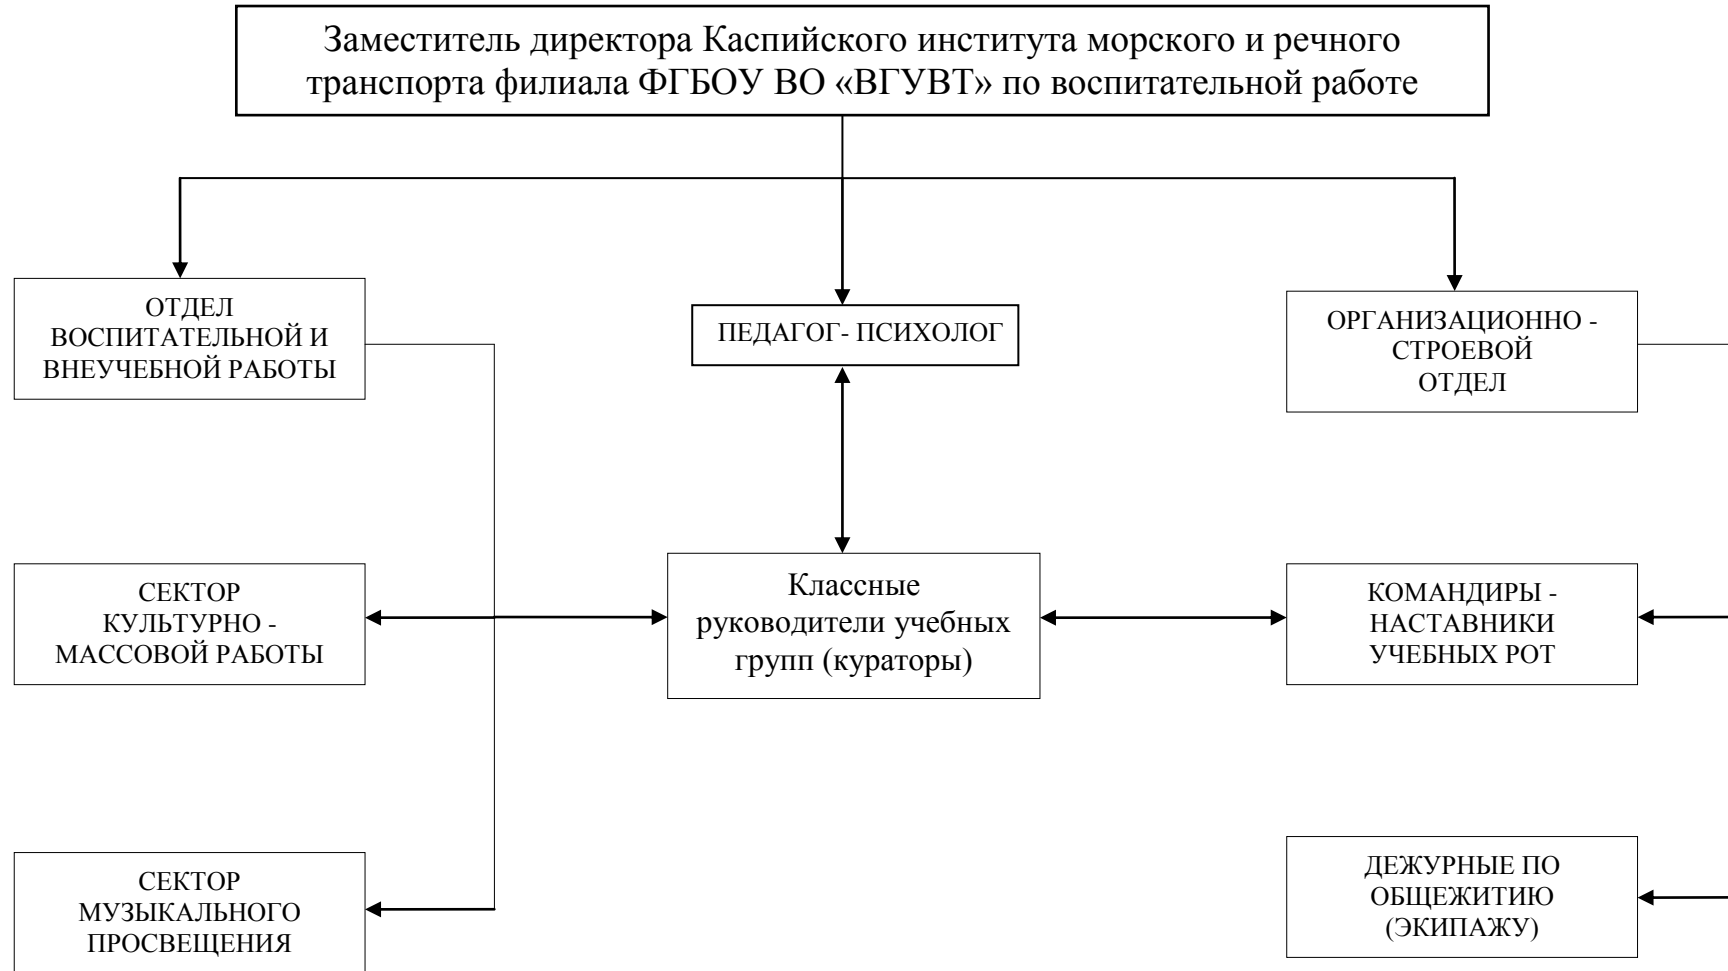 Заместитель директора Каспийского института морского и речного
транспорта филиала ФГБОУ ВО «ВГУВТ» по воспитательной работе
ОТДЕЛ
ВОСПИТАТЕЛЬНОЙ И
ВНЕУЧЕБНОЙ РАБОТЫ
ПЕДАГОГ- ПСИХОЛОГ
ОРГАНИЗАЦИОННО -
СТРОЕВОЙ
ОТДЕЛ
СЕКТОР
КУЛЬТУРНО -
МАССОВОЙ РАБОТЫ
Классные
руководители учебных
групп (кураторы)
КОМАНДИРЫ -
НАСТАВНИКИ
УЧЕБНЫХ РОТ
СЕКТОР
МУЗЫКАЛЬНОГО
ПРОСВЕЩЕНИЯ
ДЕЖУРНЫЕ ПО
ОБЩЕЖИТИЮ
(ЭКИПАЖУ)